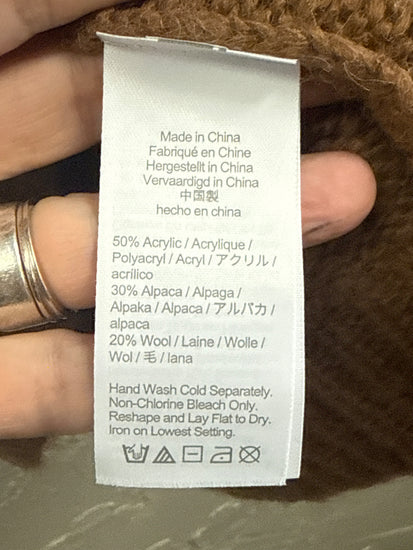 Made in China
Fabriqué en Chine
Hergestellt in China
Vervaardigd in China
中国製
hecho en china
50% Acrylic / Acrylique /
Polyacryl / Acryl / アクリル /
acrílico
30% Alpaca / Alpaga /
Alpaka / Alpaca / アルパカ /
alpaca
20% Wool / Laine / Wolle /
Wol / 毛 / lana
Hand Wash Cold Separately.
Non-Chlorine Bleach Only.
Reshape and Lay Flat to Dry.
Iron on Lowest Setting.